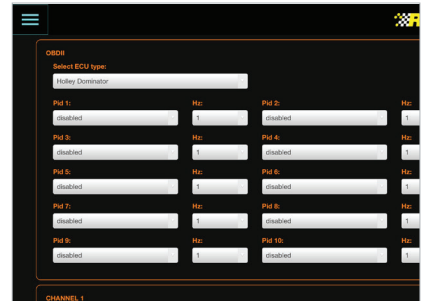 OBDII
Select ECU type:
Holley Dominator
Pid 1: Hz: Pid 2: Hz:
disabled 1 disabled 1
Pid 3: Hz: Pid 4: Hz:
disabled 1 disabled 1
Pid 5: Hz: Pid 6: Hz:
disabled 1 disabled 1
Pid 7: Hz: Pid 8: Hz:
disabled 1 disabled 1
Pid 9: Hz: Pid 10: Hz:
disabled 1 disabled 1
CHANNEL 1